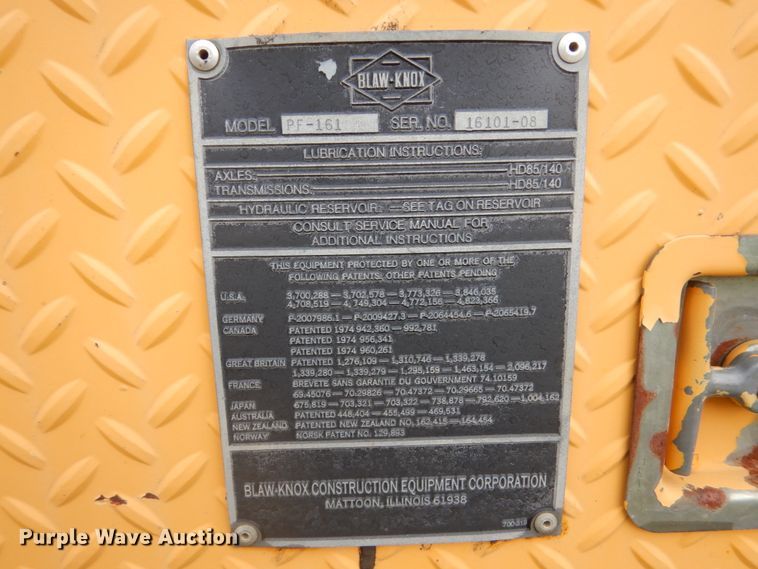 BLAW-KNOX
MODEL PF-161 SER. NO. 16101-08
LUBRICATION INSTRUCTIONS:
AXLES: HD85/140
TRANSMISSIONS: HD85/140
HYDRAULIC RESERVOIR: — SEE TAG ON RESERVOIR
CONSULT SERVICE MANUAL FOR
ADDITIONAL INSTRUCTIONS
THIS EQUIPMENT PROTECTED BY ONE OR MORE OF THE
FOLLOWING PATENTS; OTHER PATENTS PENDING
U.S.A. 3,700,288 — 3,702,578 — 3,773,326 — 3,846,035
4,708,519 — 4,749,304 — 4,772,156 — 4,823,366
GERMANY P-2007986.1 — P-2009427.3 — P-2064454.6 — P-2065419.7
CANADA PATENTED 1974 942,360 — 992,781
PATENTED 1974 956,341
PATENTED 1974 960,261
GREAT BRITAIN PATENTED 1,276,109 — 1,310,746 — 1,339,278
1,339,280 — 1,339,279 — 1,295,159 — 1,463,154 — 2,096,217
FRANCE BREVETE SANS GARANTIE DU GOUVERNMENT 74.10159
69.45076 — 70.29826 — 70.47372 — 70.29665 — 70.47372
JAPAN 675,819 — 703,321 — 703,322 — 738,878 — 792,620 — 1,004,162
AUSTRALIA PATENTED 448,404 — 455,499 — 469,531
NEW ZEALAND PATENTED NEW ZEALAND NO. 162,415 — 164,454
NORWAY NORSK PATENT NO. 129,893
BLAW-KNOX CONSTRUCTION EQUIPMENT CORPORATION
MATTOON, ILLINOIS 61938
Purple Wave Auction